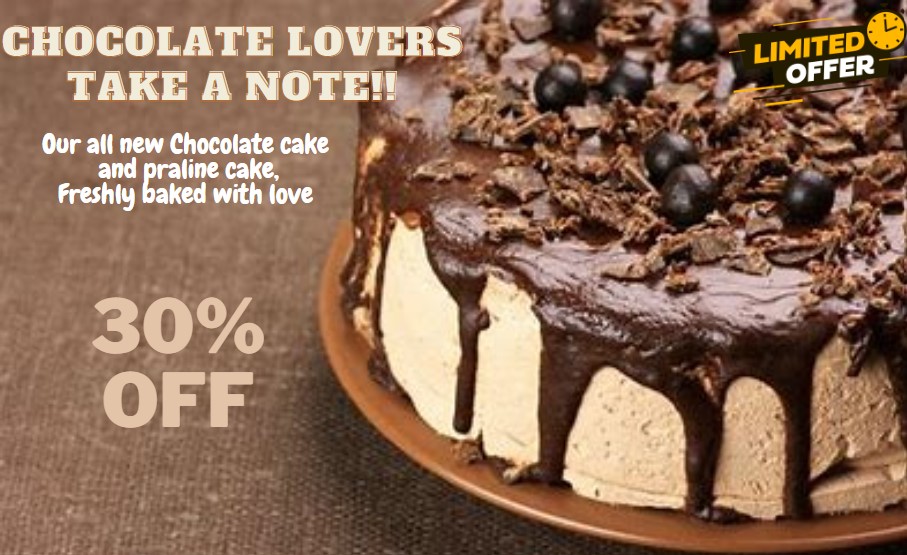 CHOCOLATE LOVERS
TAKE A NOTE!!
LIMITED
OFFER
Our all new Chocolate cake
and praline cake,
Freshly baked with love
30%
OFF